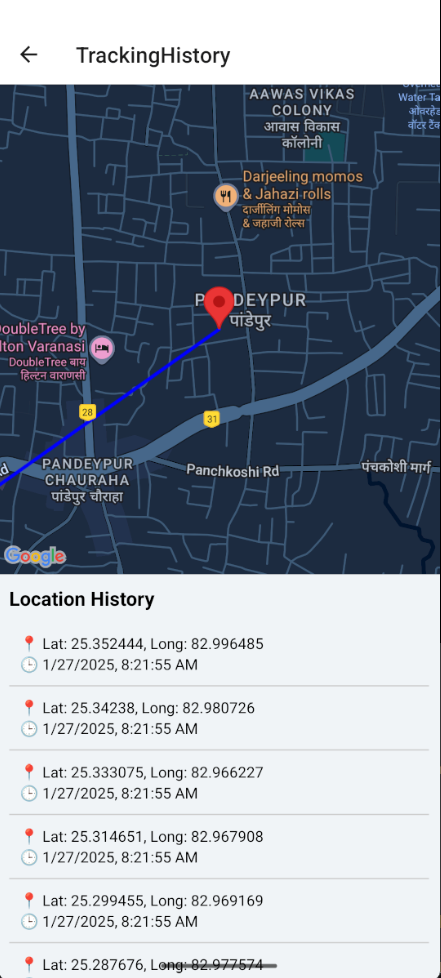 TrackingHistory
AAWAS VIKAS
COLONY
आवास विकास
कॉलोनी
Water Ta
ओवरहे
वॉटर टैंक
Darjeeling momos
& Jahazi rolls
दार्जीलिंग मोमोस
& जहाजी रोल्स
P DEYPUR
पांडेपुर
DoubleTree by
lton Varanasi
DoubleTree बाय
हिल्टन वाराणसी
28
31
PANDEYPUR
CHAURAHA
पांडेपुर चौराहा
Rd
Panchkoshi Rd
पंचकोशी मार्ग
Google
Location History
Lat: 25.352444, Long: 82.996485
1/27/2025, 8:21:55 AM
Lat: 25.34238, Long: 82.980726
1/27/2025, 8:21:55 AM
Lat: 25.333075, Long: 82.966227
1/27/2025, 8:21:55 AM
Lat: 25.314651, Long: 82.967908
1/27/2025, 8:21:55 AM
Lat: 25.299455, Long: 82.969169
1/27/2025, 8:21:55 AM
Lat: 25.287676, Long: 82.977574